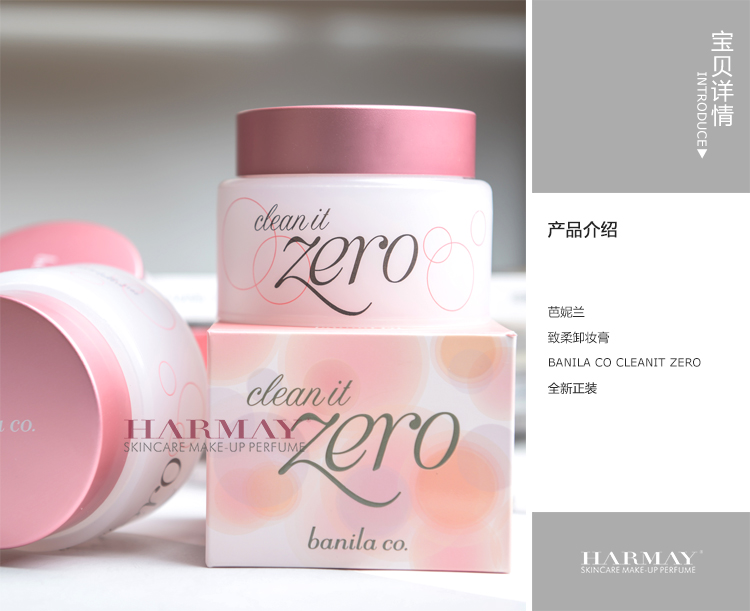 clean it
zero
clean it
zero
banila co.
a co.
HARMAY
SKINCARE MAKE-UP PERFUME
宝贝详情
INTRODUCE
产品介绍
芭妮兰
致柔卸妆膏
BANILA CO CLEANIT ZERO
全新正装
HARMAY
SKINCARE MAKE-UP PERFUME